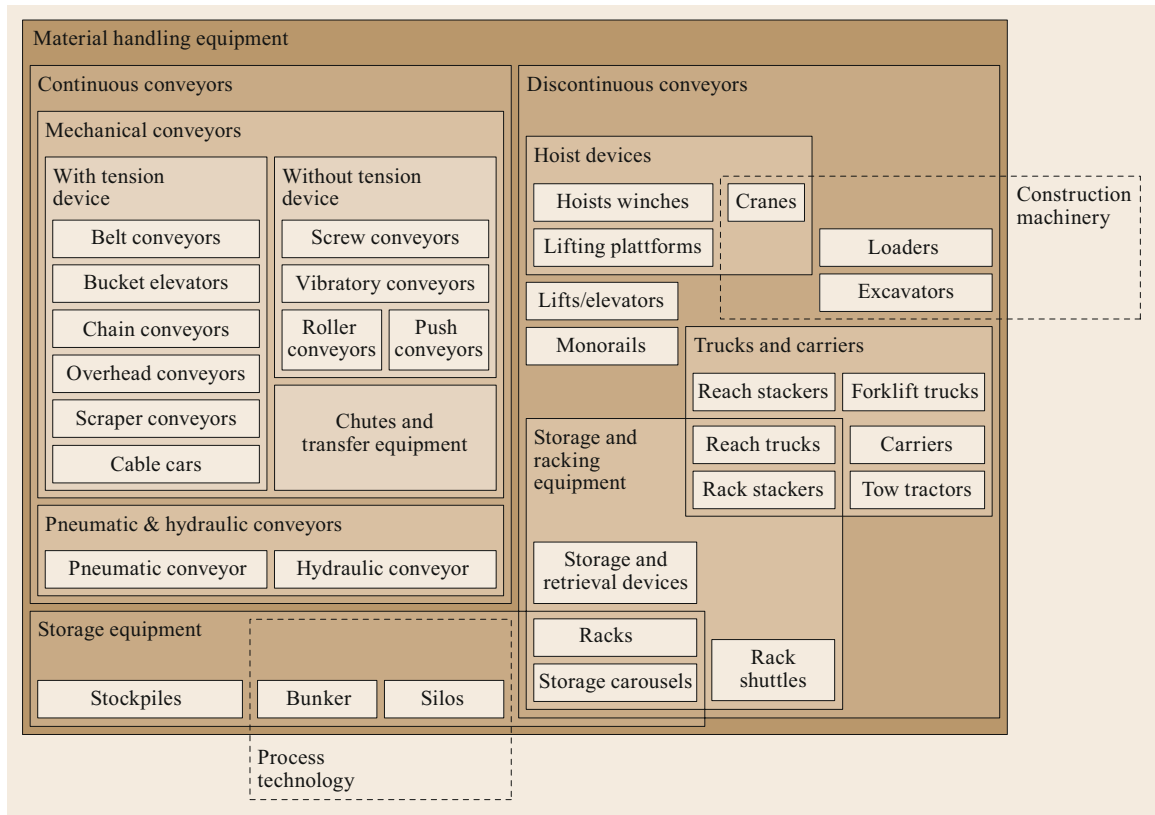 Material handling equipment
Continuous conveyors
Mechanical conveyors
With tension
device
Belt conveyors
Bucket elevators
Chain conveyors
Overhead conveyors
Scraper conveyors
Cable cars
Without tension
device
Screw conveyors
Vibratory conveyors
Roller
conveyors
Push
conveyors
Chutes and
transfer equipment
Pneumatic & hydraulic conveyors
Pneumatic conveyor
Hydraulic conveyor
Discontinuous conveyors
Hoist devices
Hoists winches
Cranes
Lifting plattforms
Construction
machinery
Loaders
Excavators
Lifts/elevators
Monorails
Trucks and carriers
Reach stackers
Forklift trucks
Reach trucks
Carriers
Rack stackers
Tow tractors
Storage and
racking
equipment
Storage and
retrieval devices
Racks
Storage carousels
Rack
shuttles
Storage equipment
Stockpiles
Bunker
Silos
Process
technology